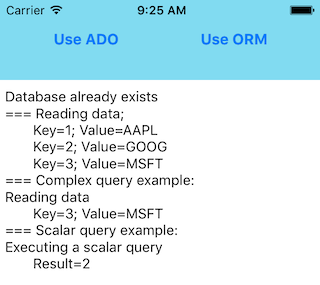 Carrier 9:25 AM
Use ADO Use ORM
Database already exists
=== Reading data;
Key=1; Value=AAPL
Key=2; Value=GOOG
Key=3; Value=MSFT
=== Complex query example:
Reading data
Key=3; Value=MSFT
=== Scalar query example:
Executing a scalar query
Result=2